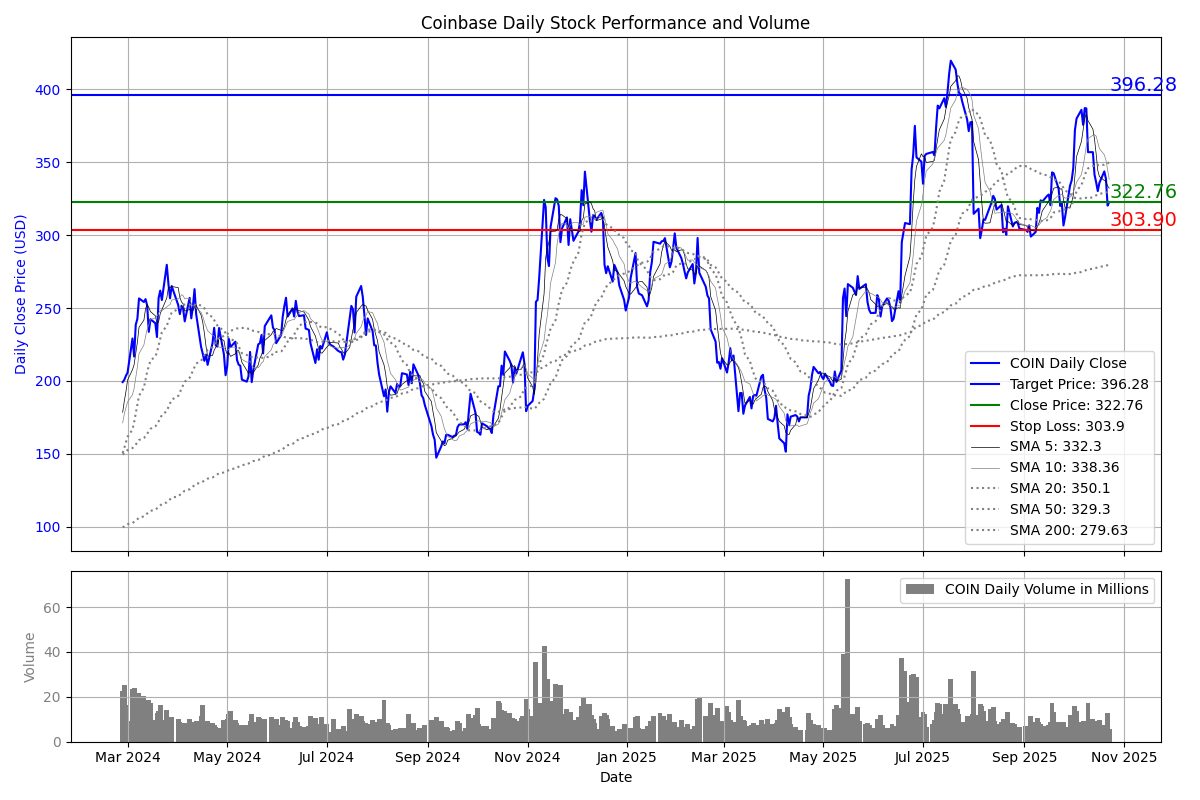 Coinbase Daily Stock Performance and Volume
Daily Close Price (USD)
400
350
300
250
200
150
100
396.28
322.76
303.90
COIN Daily Close
Target Price: 396.28
Close Price: 322.76
Stop Loss: 303.9
SMA 5: 332.3
SMA 10: 338.36
SMA 20: 350.1
SMA 50: 329.3
SMA 200: 279.63
Volume
60
40
20
0
COIN Daily Volume in Millions
Mar 2024 May 2024 Jul 2024 Sep 2024 Nov 2024 Jan 2025 Mar 2025 May 2025 Jul 2025 Sep 2025 Nov 2025
Date